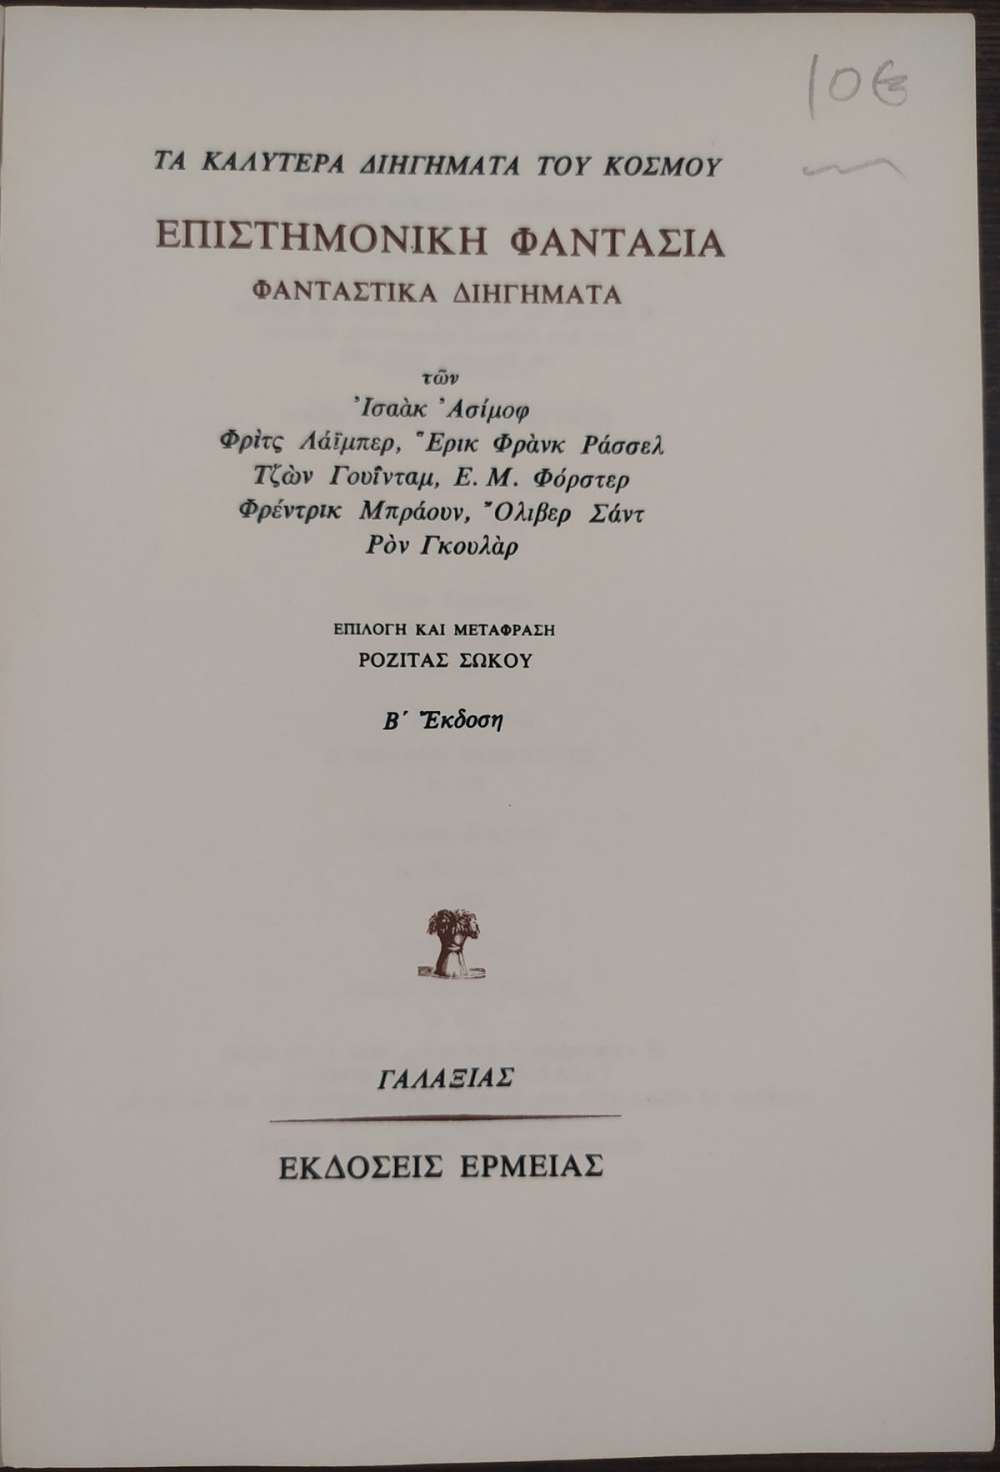 10€
ΤΑ ΚΑΛΥΤΕΡΑ ΔΙΗΓΗΜΑΤΑ ΤΟΥ ΚΟΣΜΟΥ
ΕΠΙΣΤΗΜΟΝΙΚΗ ΦΑΝΤΑΣΙΑ
ΦΑΝΤΑΣΤΙΚΑ ΔΙΗΓΗΜΑΤΑ
τῶν
Ἰσαὰκ Ἀσίμοφ
Φρὶτς Λάϊμπερ, Ἔρικ Φρὰνκ Ράσσελ
Τζὼν Γουΐνταμ, Ε. Μ. Φόρστερ
Φρέντρικ Μπράουν, Ὄλιβερ Σάντ
Ρὸν Γκουλὰρ
ΕΠΙΛΟΓΗ ΚΑΙ ΜΕΤΑΦΡΑΣΗ
ΡΟΖΙΤΑΣ ΣΩΚΟΥ
Β΄ Ἔκδοση
ΓΑΛΑΞΙΑΣ
ΕΚΔΟΣΕΙΣ ΕΡΜΕΙΑΣ